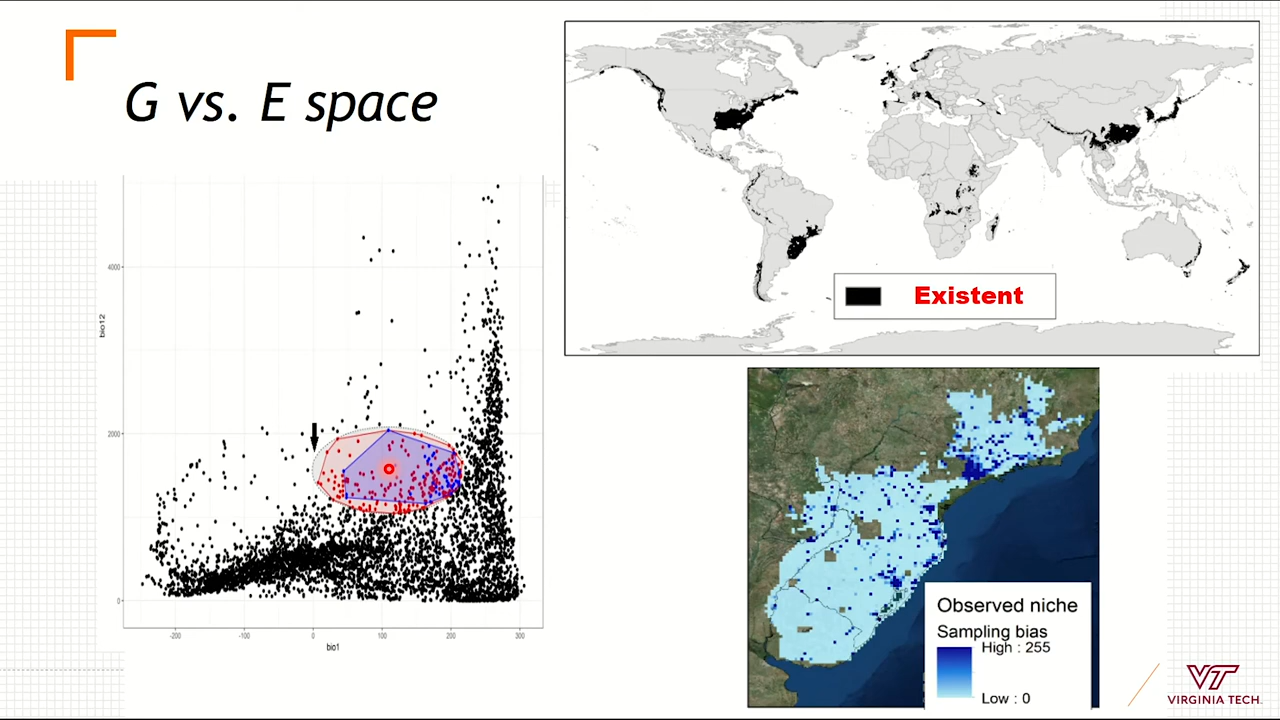 G vs. E space
Existent
4000
2000
0
bio12
-200
-100
0
100
200
300
bio1
Observed niche
Sampling bias
High : 255
Low : 0
VT
VIRGINIA TECH.